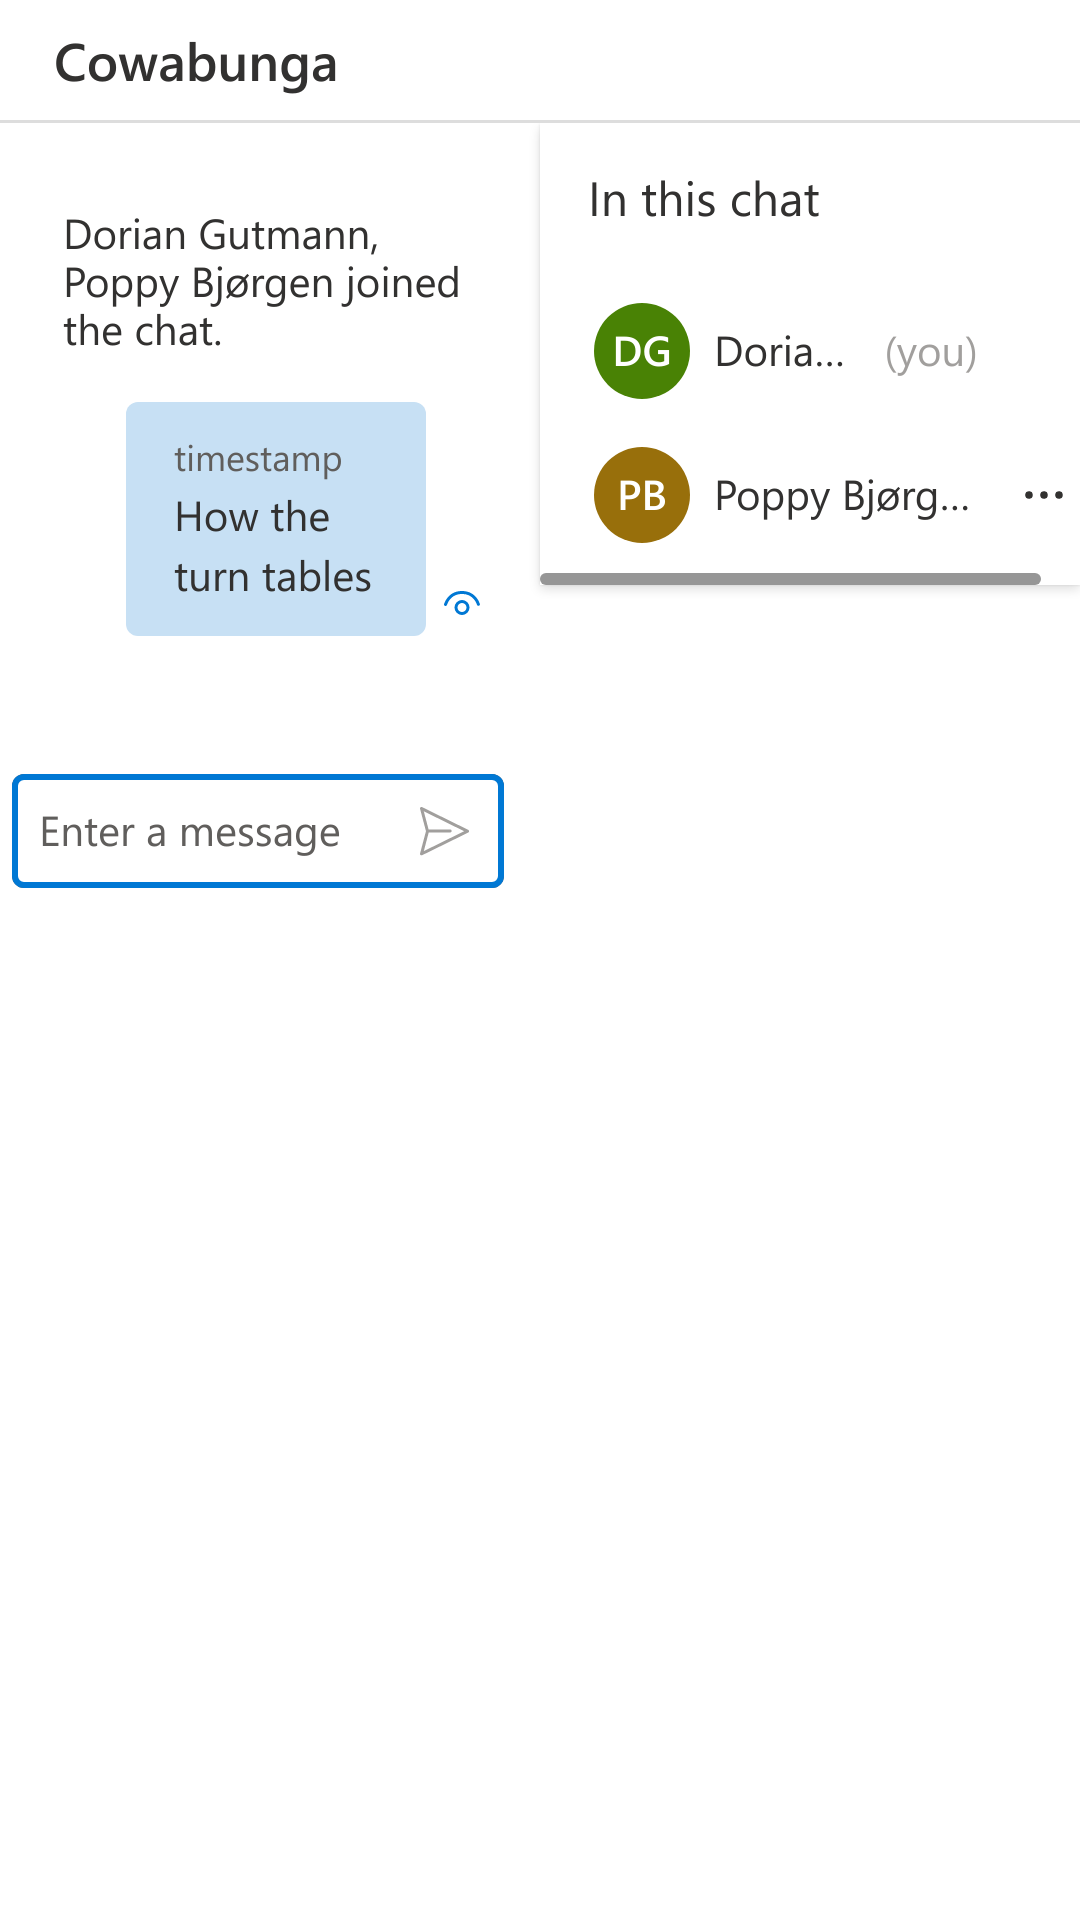 Cowabunga
Dorian Gutmann,
Poppy Bjørgen joined
the chat.
timestamp
How the
turn tables
Enter a message
In this chat
DG Doria... (you)
PB Poppy Bjørg... ...